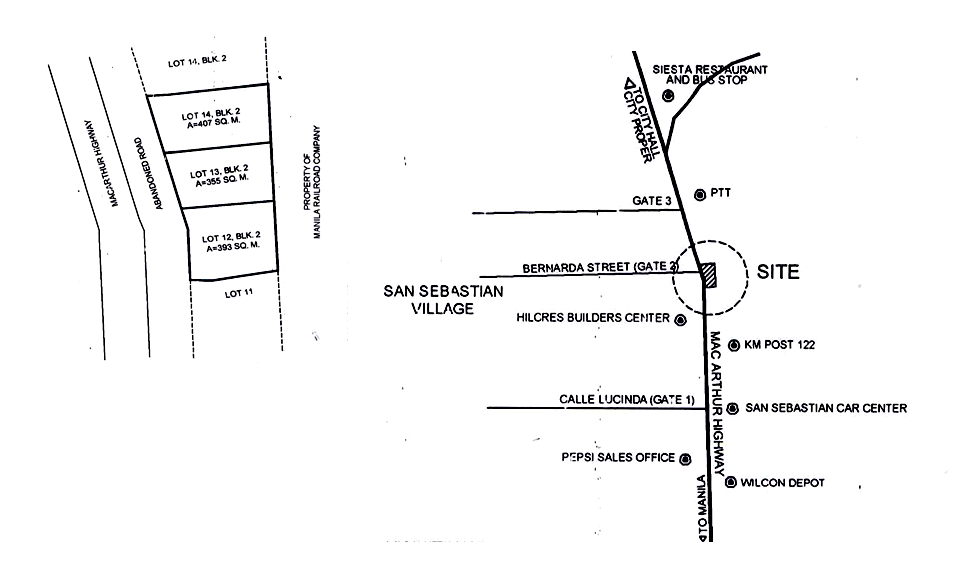 LOT 14, BLK. 2
LOT 14, BLK. 2
A=407 SQ. M.
LOT 13, BLK. 2
A=355 SQ. M.
LOT 12, BLK. 2
A=393 SQ. M.
LOT 11
MACARTHUR HIGHWAY
ABANDONED ROAD
PROPERTY OF
MANILA RAILROAD COMPANY
SIESTA RESTAURANT
AND BUS STOP
TO CITY HALL
CITY PROPER
PTT
GATE 3
BERNARDA STREET (GATE 2)
SITE
SAN SEBASTIAN
VILLAGE
HILCRES BUILDERS CENTER
KM POST 122
MAC ARTHUR HIGHWAY
CALLE LUCINDA (GATE 1)
SAN SEBASTIAN CAR CENTER
PEPSI SALES OFFICE
WILCON DEPOT
TO MANILA